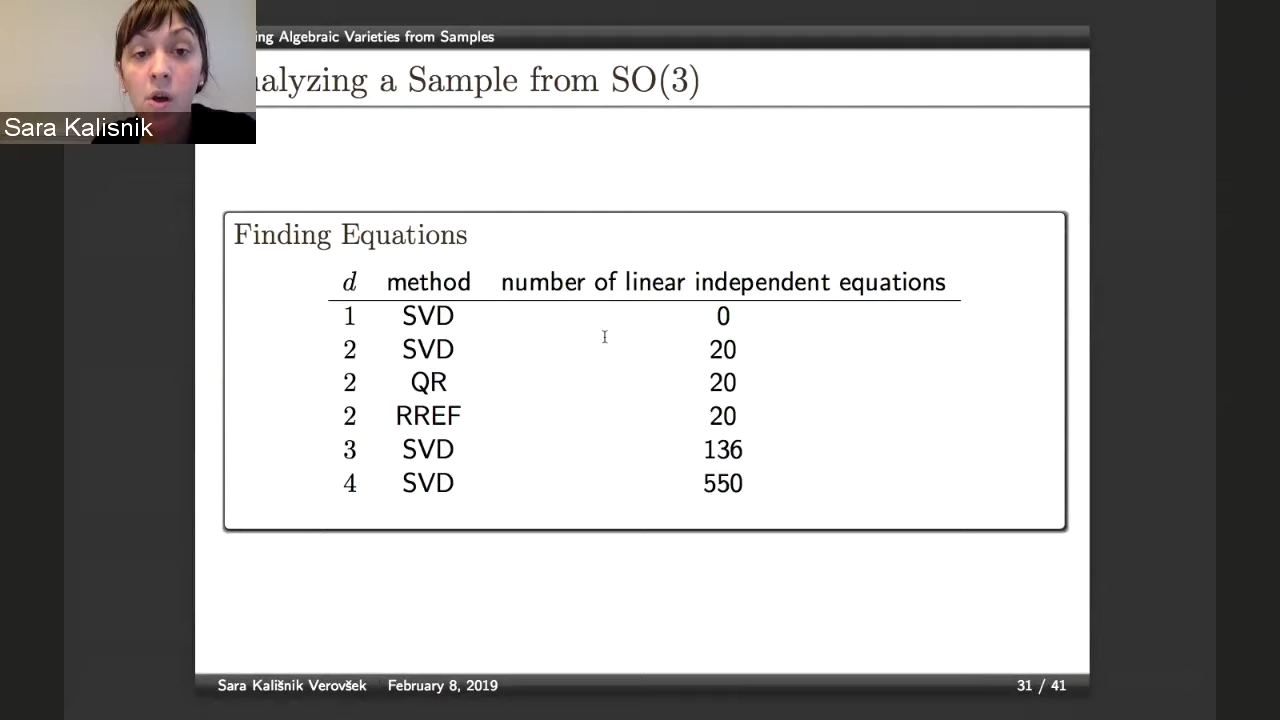 ing Algebraic Varieties from Samples
alyzing a Sample from SO(3)
Sara Kalisnik
Finding Equations
d method number of linear independent equations
1 SVD 0
2 SVD 20
2 QR 20
2 RREF 20
3 SVD 136
4 SVD 550
Sara Kališnik Verovšek February 8, 2019 31 / 41